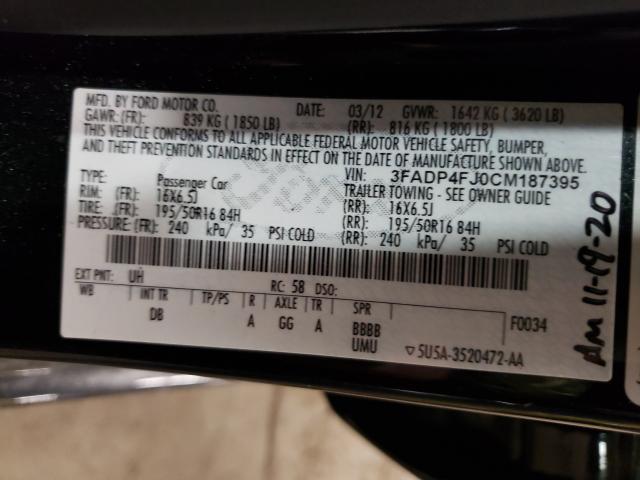 MFD. BY FORD MOTOR CO. DATE: 03/12 GVWR: 1642 KG ( 3620 LB)
GAWR: (FR): 839 KG ( 1850 LB) (RR): 816 KG ( 1800 LB)
THIS VEHICLE CONFORMS TO ALL APPLICABLE FEDERAL MOTOR VEHICLE SAFETY, BUMPER,
AND THEFT PREVENTION STANDARDS IN EFFECT ON THE DATE OF MANUFACTURE SHOWN ABOVE.
VIN: 3FADP4FJ0CM187395
TYPE: Passenger Car TRAILER TOWING - SEE OWNER GUIDE
RIM: (FR): 16X6.5J (RR): 16X6.5J
TIRE: (FR): 195/50R16 84H (RR): 195/50R16 84H
PRESSURE: (FR): 240 kPa/ 35 PSI COLD (RR): 240 kPa/ 35 PSI COLD
EXT PNT: UH RC: 58 DSO:
WB INT TR TP/PS R AXLE TR SPR
DB A GG A BBBB F0034
UMU ▽5U5A-3520472-AA
Am 11-19-20